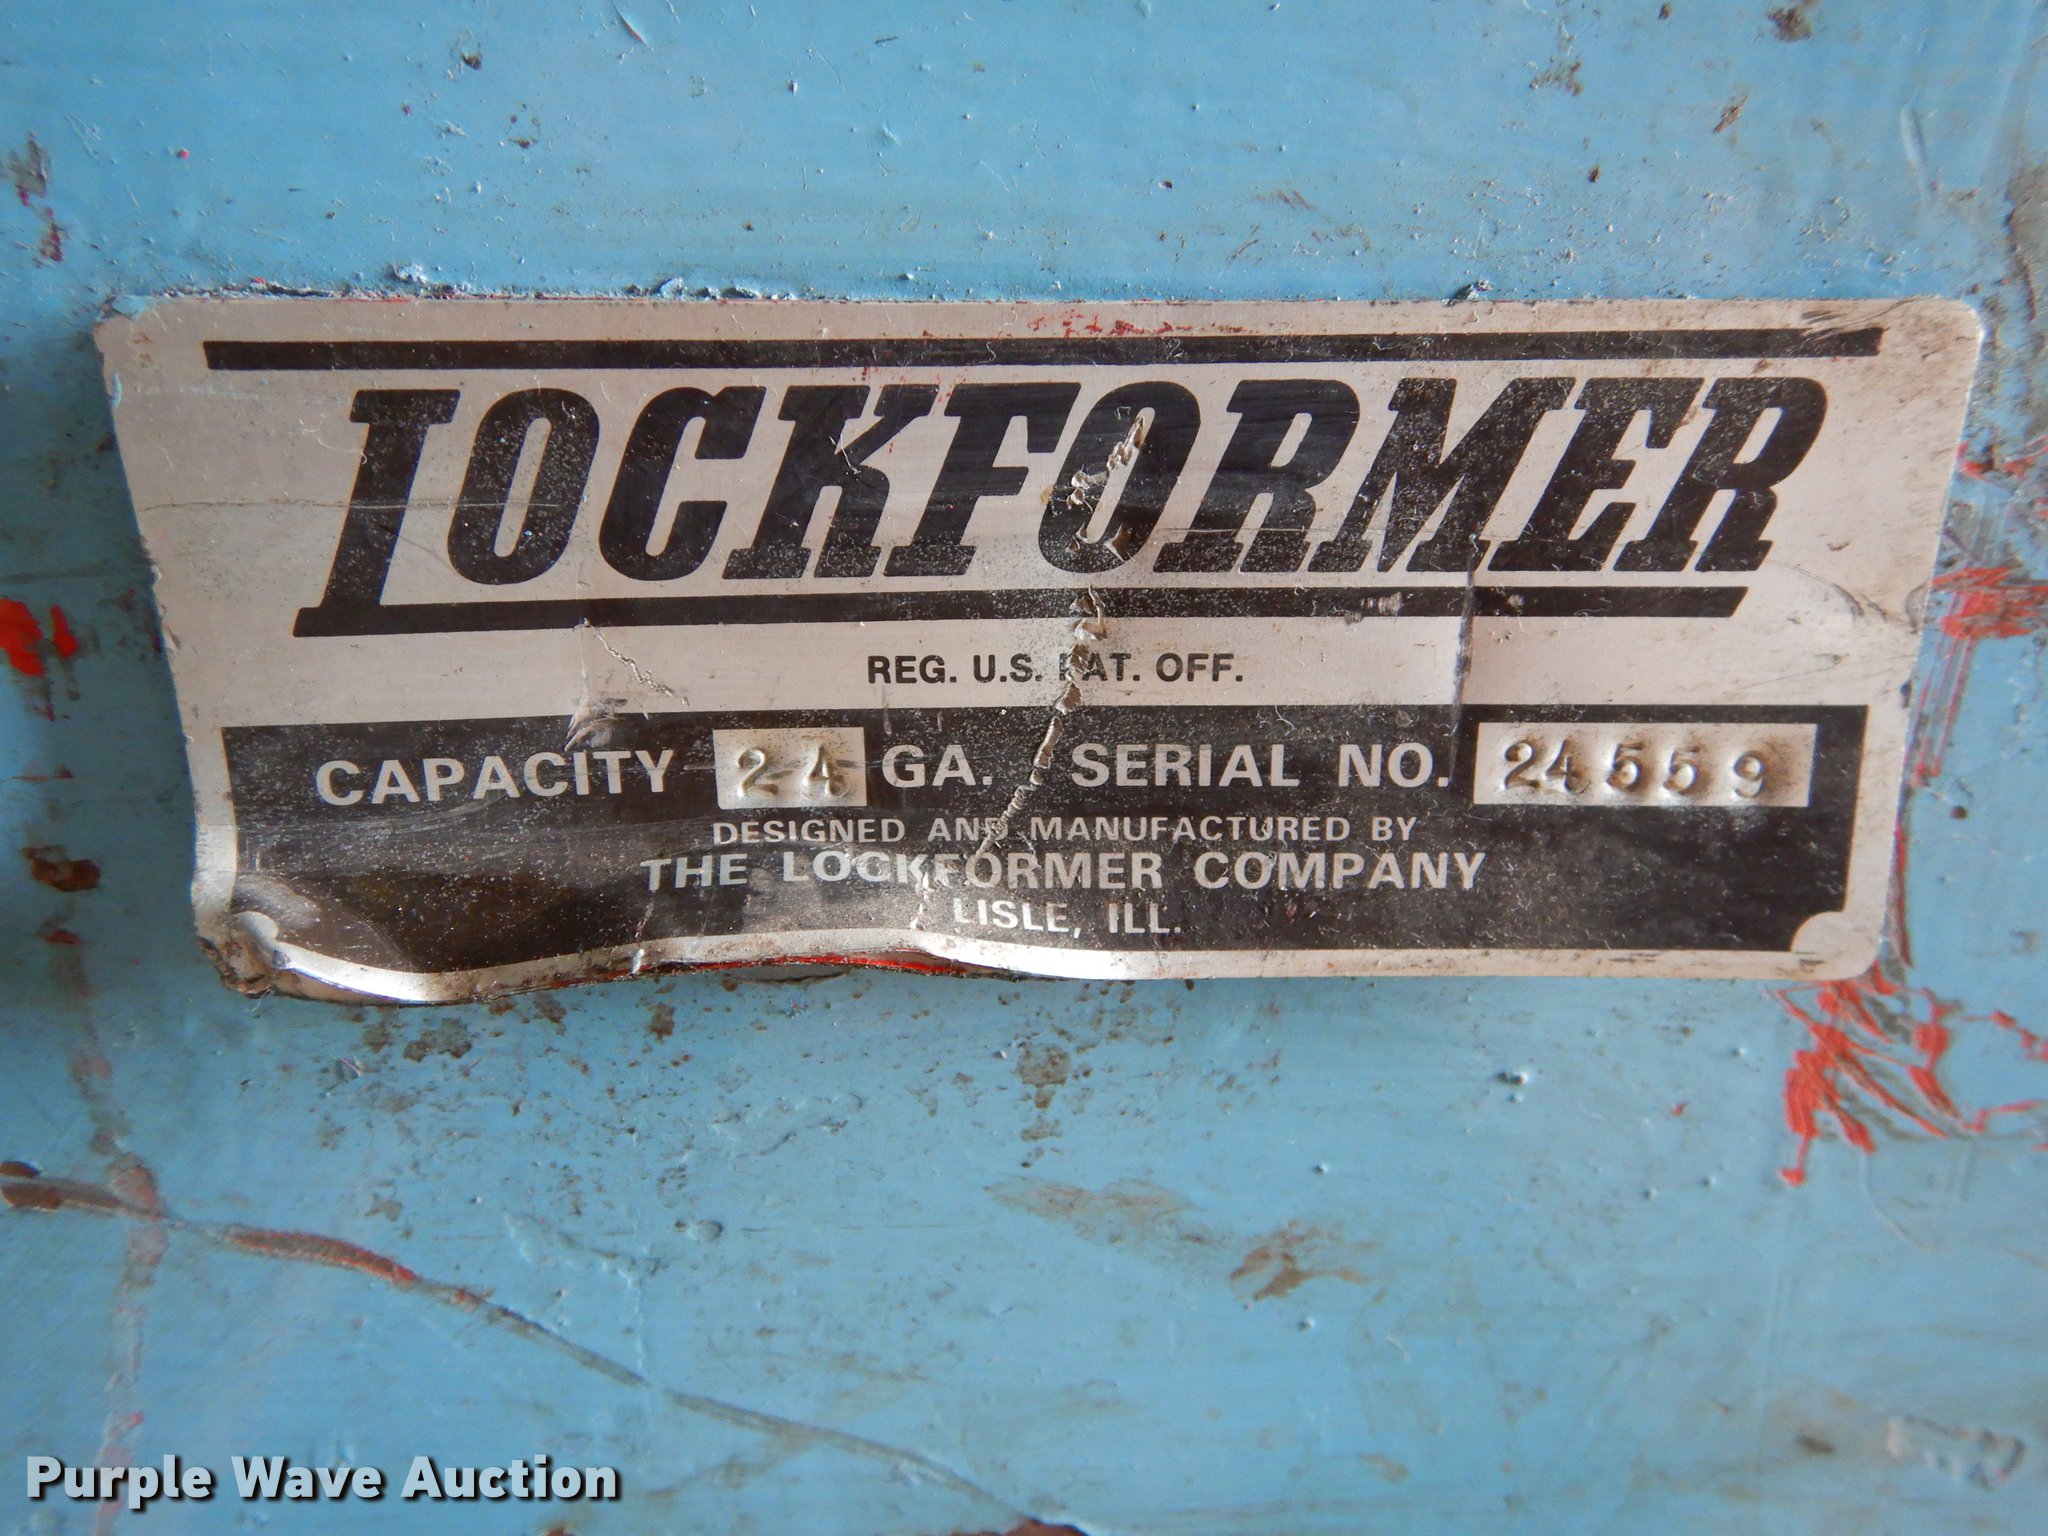 LOCKFORMER
REG. U.S. PAT. OFF.
CAPACITY 24 GA. SERIAL NO. 24559
DESIGNED AND MANUFACTURED BY
THE LOCKFORMER COMPANY
LISLE, ILL.
Purple Wave Auction